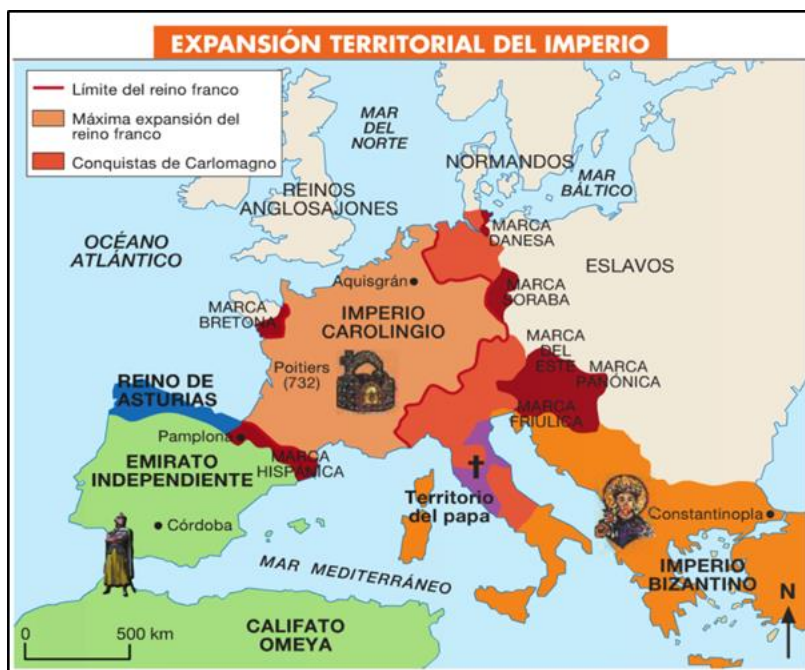 EXPANSIÓN TERRITORIAL DEL IMPERIO
Límite del reino franco
Máxima expansión del
reino franco
Conquistas de Carlomagno
MAR
DEL
NORTE
NORMANDOS
MAR
BÁLTICO
REINOS
ANGLOSAJONES
OCÉANO
ATLÁNTICO
MARCA
DANESA
ESLAVOS
Aquisgrán
MARCA
SORABA
MARCA
BRETONA
IMPERIO
CAROLINGIO
MARCA
DEL
ESTE
MARCA
PANÓNICA
Poitiers
(732)
REINO DE
ASTURIAS
MARCA
FRIULICA
Pamplona
MARCA
HISPÁNICA
EMIRATO
INDEPENDIENTE
Territorio
del papa
Constantinopla
Córdoba
IMPERIO
BIZANTINO
MAR MEDITERRÁNEO
N
0 500 km
CALIFATO
OMEYA